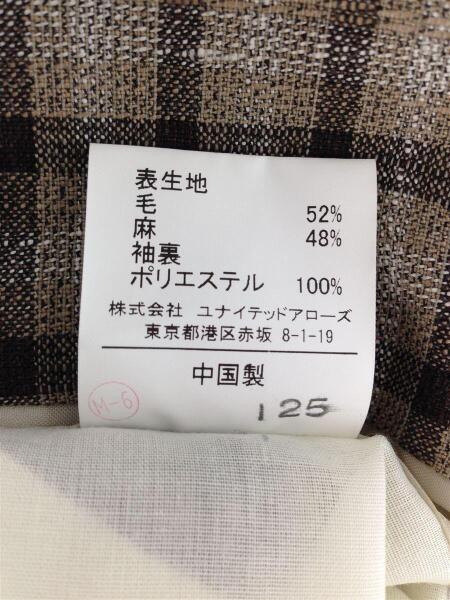 表生地
毛 52%
麻 48%
袖裏
ポリエステル 100%
株式会社 ユナイテッドアローズ
東京都港区赤坂 8-1-19
中国製
M-6
125